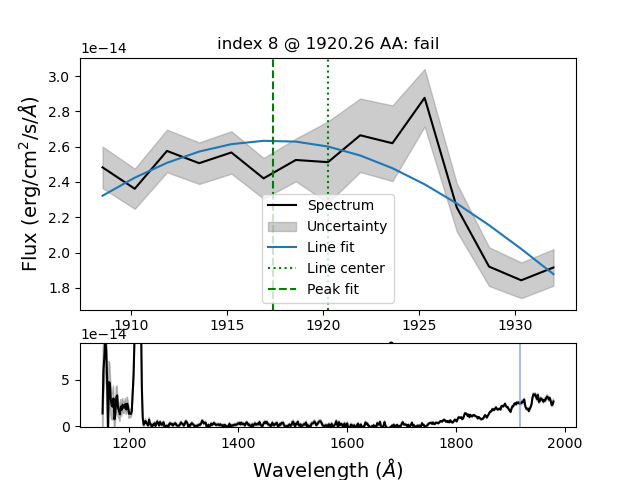 index 8 @ 1920.26 AA: fail
1e−14
3.0
2.8
2.6
2.4
2.2
2.0
1.8
Flux (erg/cm²/s/Å)
Spectrum
Uncertainty
Line fit
Line center
Peak fit
1910 1915 1920 1925 1930
1e−14
5
0
1200 1400 1600 1800 2000
Wavelength (Å)